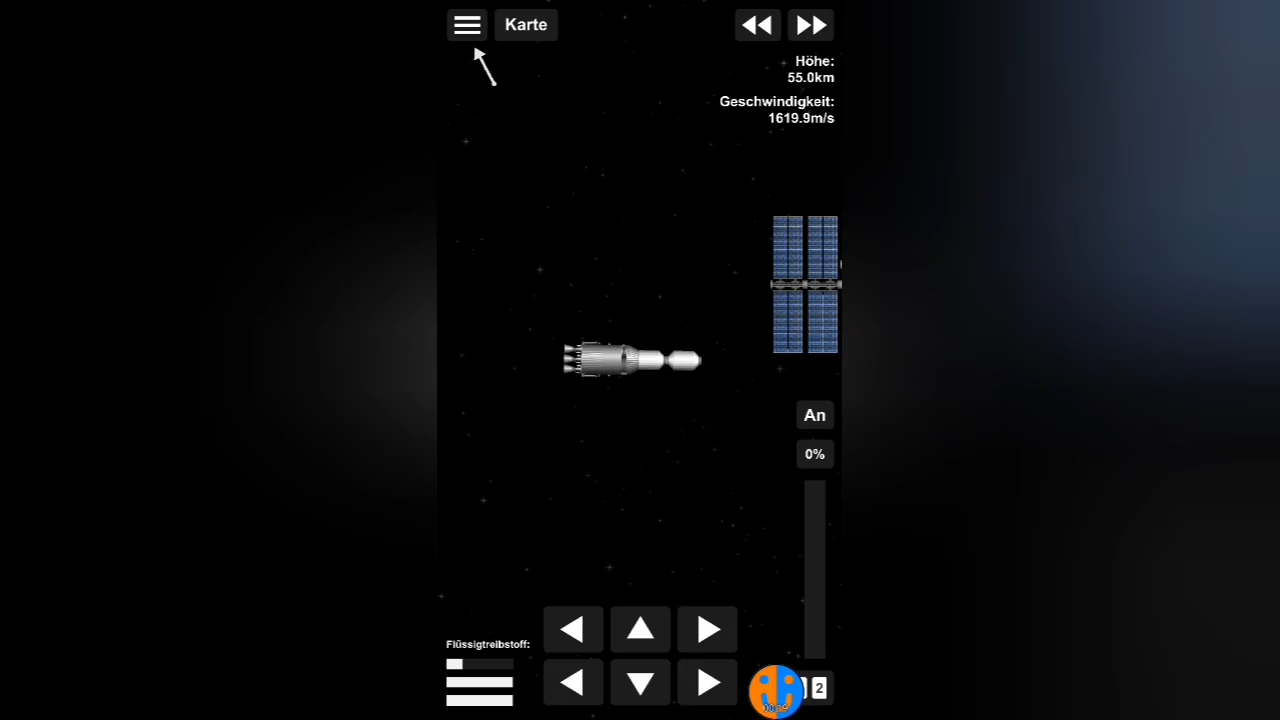 Karte
Höhe:
55.0km
Geschwindigkeit:
1619.9m/s
An
0%
Flüssigtreibstoff:
2